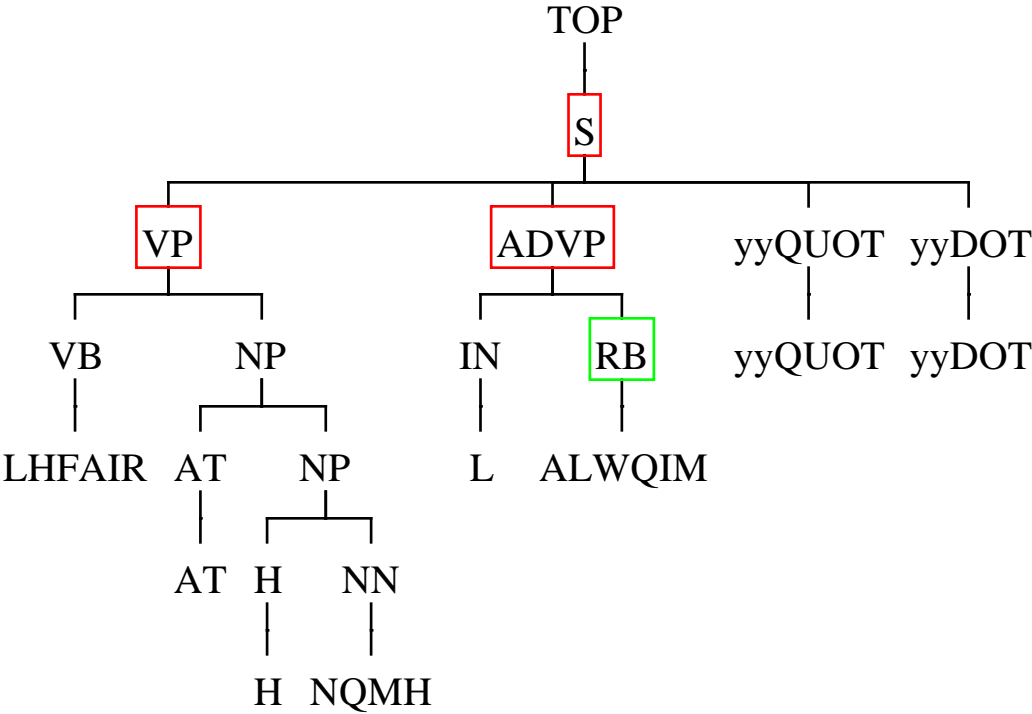 TOP
S
VP ADVP yyQUOT yyDOT
VB NP IN RB yyQUOT yyDOT
LHFAIR AT NP L ALWQIM
AT H NN
H NQMH